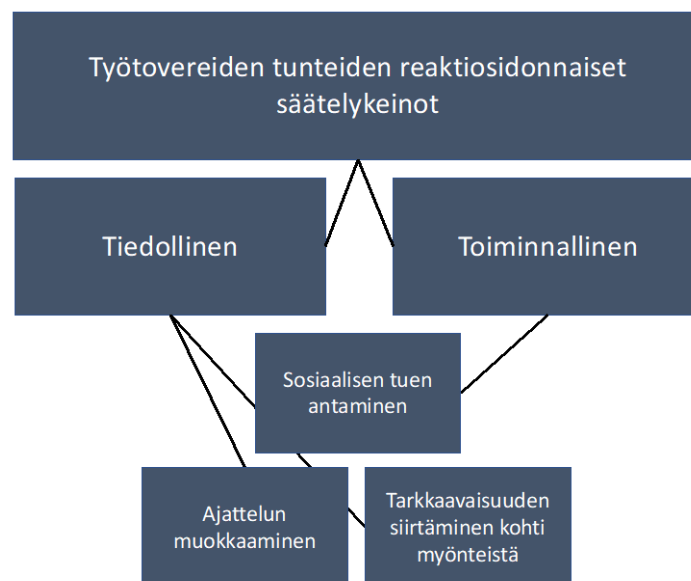 Työtovereiden tunteiden reaktiosidonnaiset
säätelykeinot
Tiedollinen
Toiminnallinen
Sosiaalisen tuen
antaminen
Ajattelun
muokkaaminen
Tarkkaavaisuuden
siirtäminen kohti
myönteistä